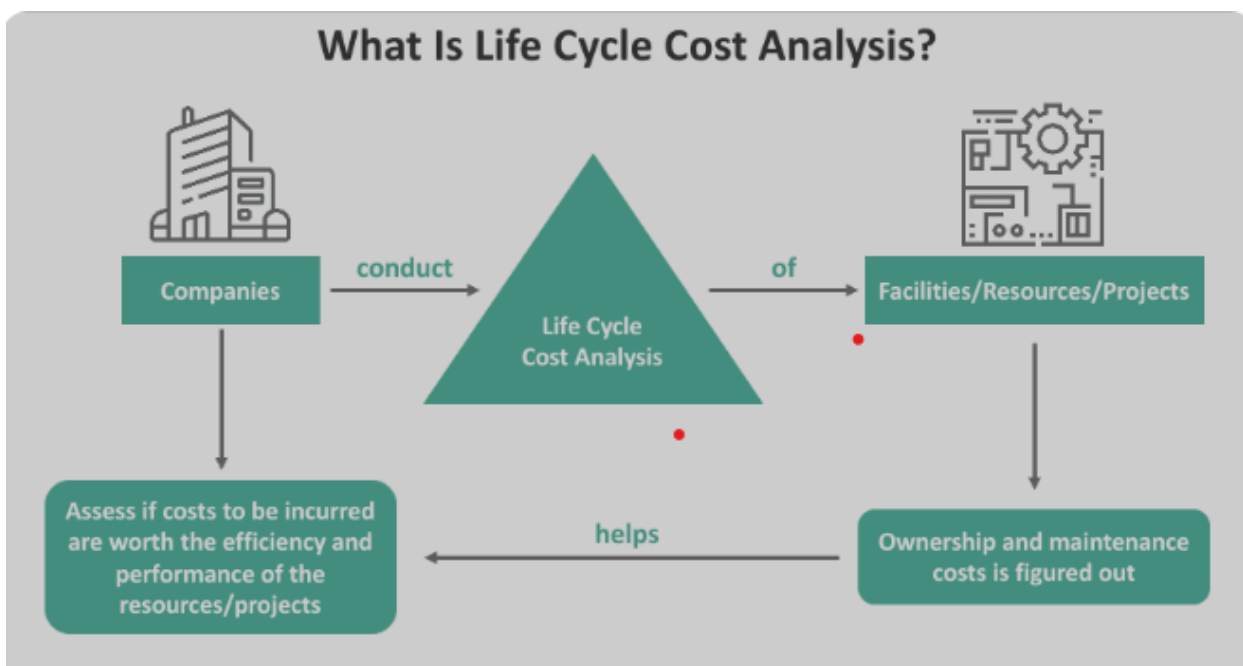 What Is Life Cycle Cost Analysis?
conduct
of
Companies
Facilities/Resources/Projects
Life Cycle
Cost Analysis
Assess if costs to be incurred
are worth the efficiency and
performance of the
resources/projects
helps
Ownership and maintenance
costs is figured out